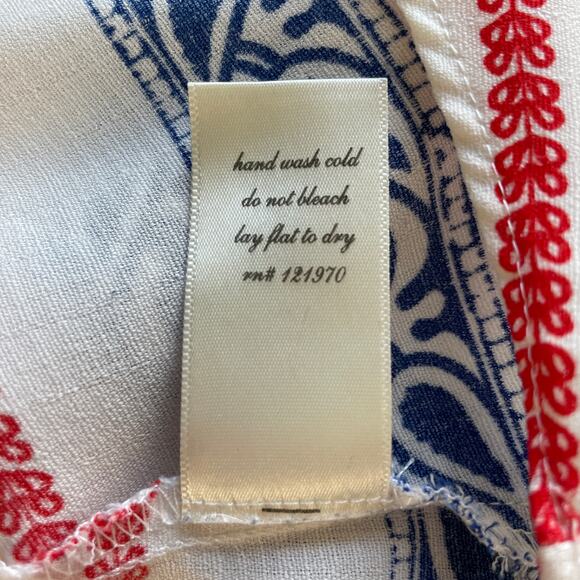 hand wash cold
do not bleach
lay flat to dry
rn# 121970